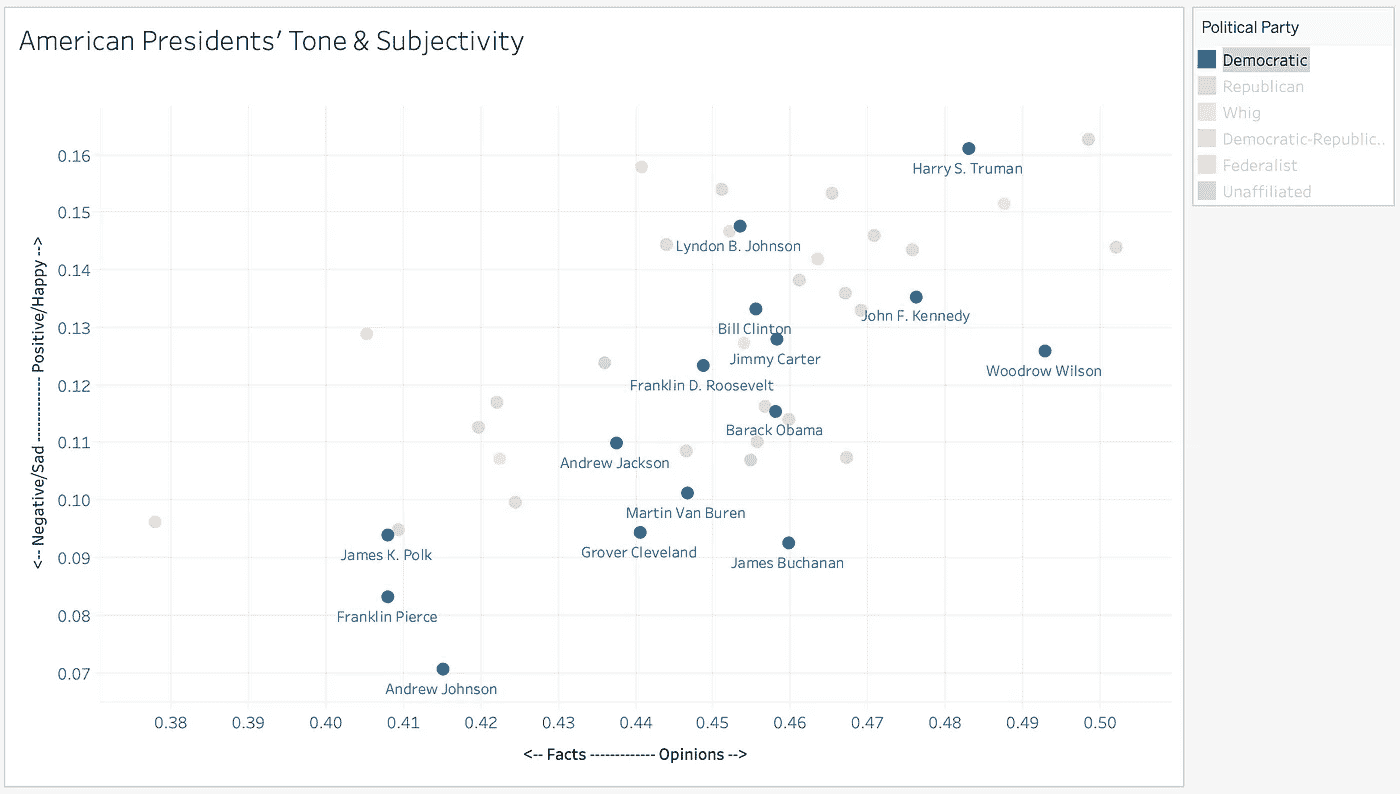 American Presidents’ Tone & Subjectivity
Political Party
Democratic
Republican
Whig
Democratic-Republic..
Federalist
Unaffiliated
<-- Negative/Sad ------------- Positive/Happy -->
0.16
0.15
0.14
0.13
0.12
0.11
0.10
0.09
0.08
0.07
Harry S. Truman
Lyndon B. Johnson
John F. Kennedy
Bill Clinton
Jimmy Carter
Woodrow Wilson
Franklin D. Roosevelt
Barack Obama
Andrew Jackson
Martin Van Buren
Grover Cleveland
James K. Polk
James Buchanan
Franklin Pierce
Andrew Johnson
0.38 0.39 0.40 0.41 0.42 0.43 0.44 0.45 0.46 0.47 0.48 0.49 0.50
<-- Facts ------------- Opinions -->